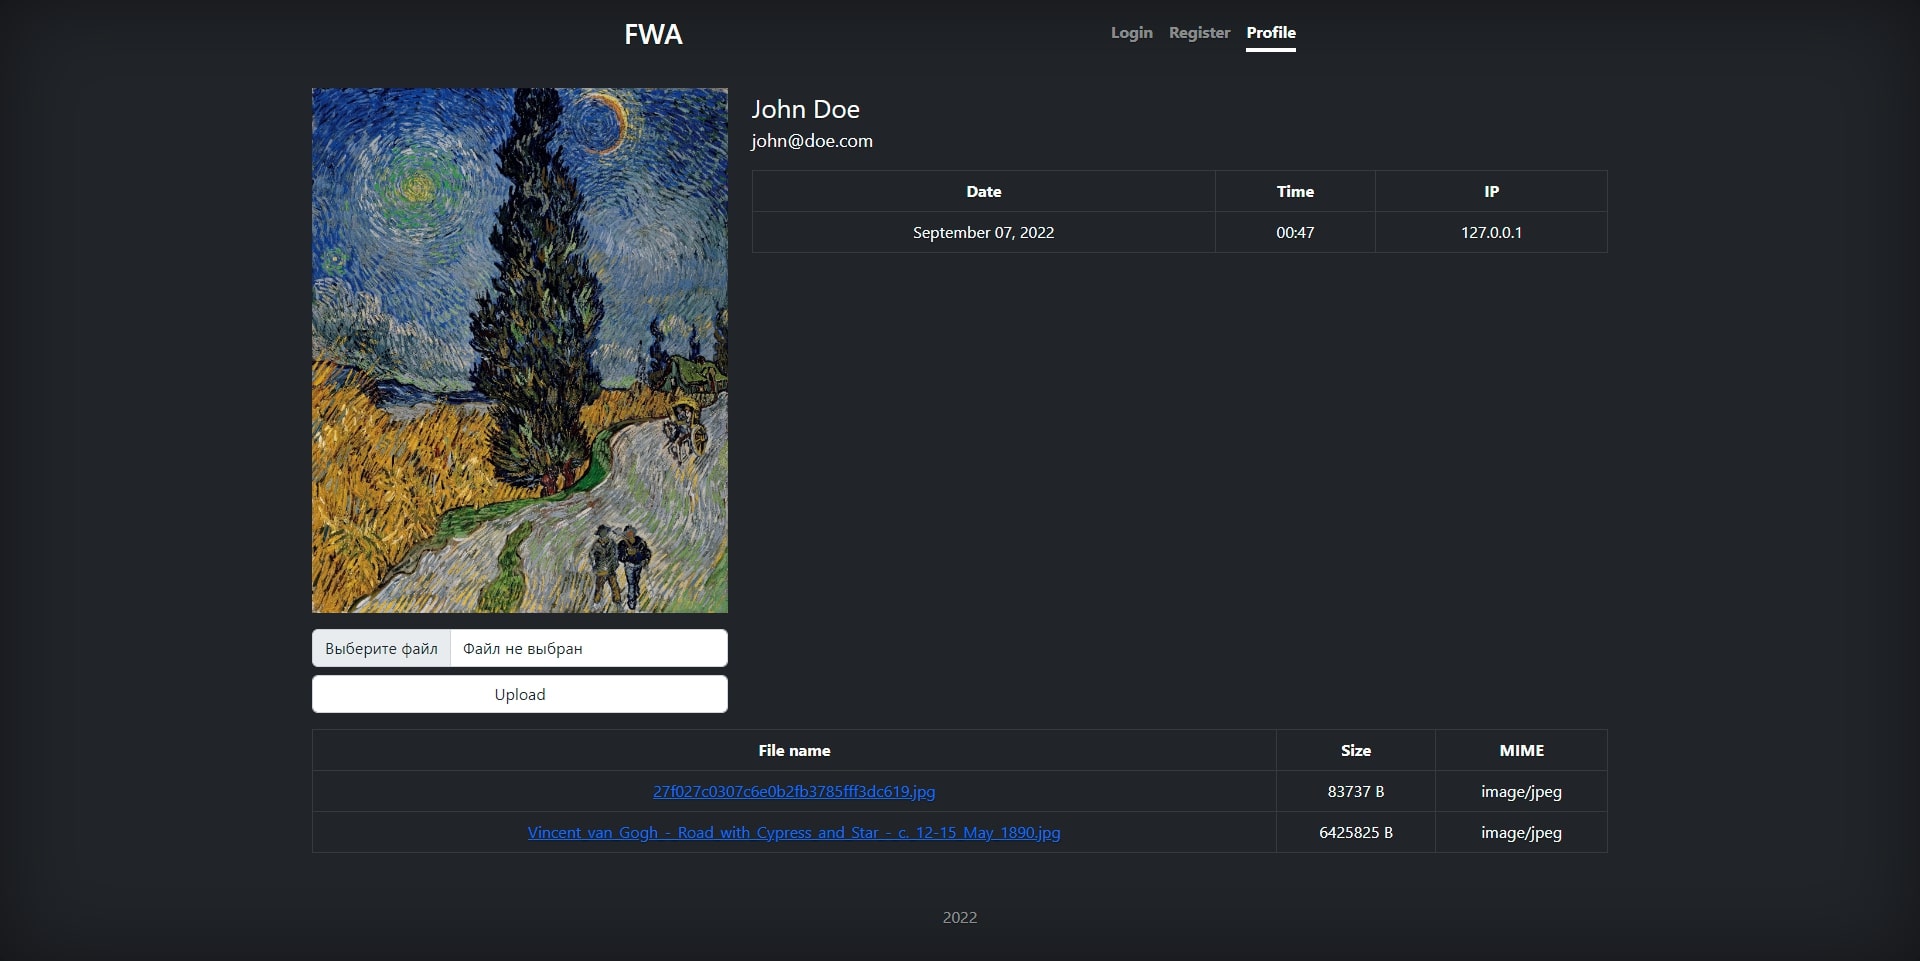 FWA
Login Register Profile
John Doe
john@doe.com
Date Time IP
September 07, 2022 00:47 127.0.0.1
Выберите файл Файл не выбран
Upload
File name Size MIME
27f027c0307c6e0b2fb3785fff3dc619.jpg 83737 B image/jpeg
Vincent_van_Gogh_-_Road_with_Cypress_and_Star_-_c._12-15_May_1890.jpg 6425825 B image/jpeg
2022